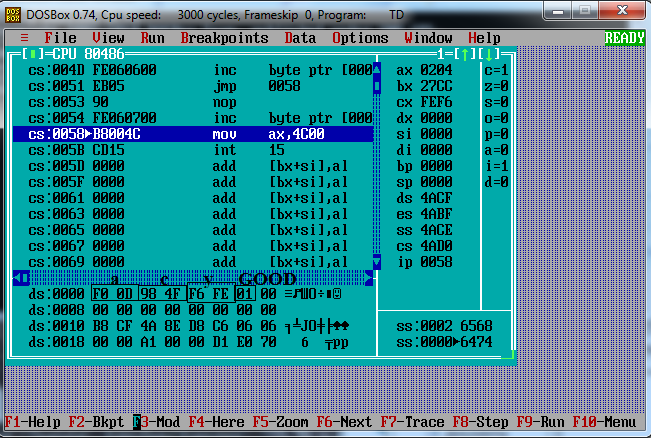 DOSBox 0.74, Cpu speed: 3000 cycles, Frameskip 0, Program: TD
≡ File View Run Breakpoints Data Options Window Help READY
[■]=CPU 80486 1=[↑][↓]
cs:004D FE060600 inc byte ptr [000 ax 0204 c=1
cs:0051 EB05 jmp 0058 bx 27CC z=0
cs:0053 90 nop cx FEF6 s=0
cs:0054 FE060700 inc byte ptr [000 dx 0000 o=0
cs:0058►B8004C mov ax,4C00 si 0000 p=0
cs:005B CD15 int 15 di 0000 a=0
cs:005D 0000 add [bx+si],al bp 0000 i=1
cs:005F 0000 add [bx+si],al sp 0000 d=0
cs:0061 0000 add [bx+si],al ds 4ACF
cs:0063 0000 add [bx+si],al es 4ABF
cs:0065 0000 add [bx+si],al ss 4ACE
cs:0067 0000 add [bx+si],al cs 4AD0
cs:0069 0000 add [bx+si],al ip 0058
a c y GOOD
ds:0000 F0 0D 98 4F F6 FE 01 00
ds:0008 00 00 00 00 00 00 00 00
ds:0010 B8 CF 4A 8E D8 C6 06 06 ╕╧JÄ╪╞♠♠
ds:0018 00 00 A1 00 00 D1 E0 70
ss:0002 6568
ss:0000►6474
F1-Help F2-Bkpt F3-Mod F4-Here F5-Zoom F6-Next F7-Trace F8-Step F9-Run F10-Menu